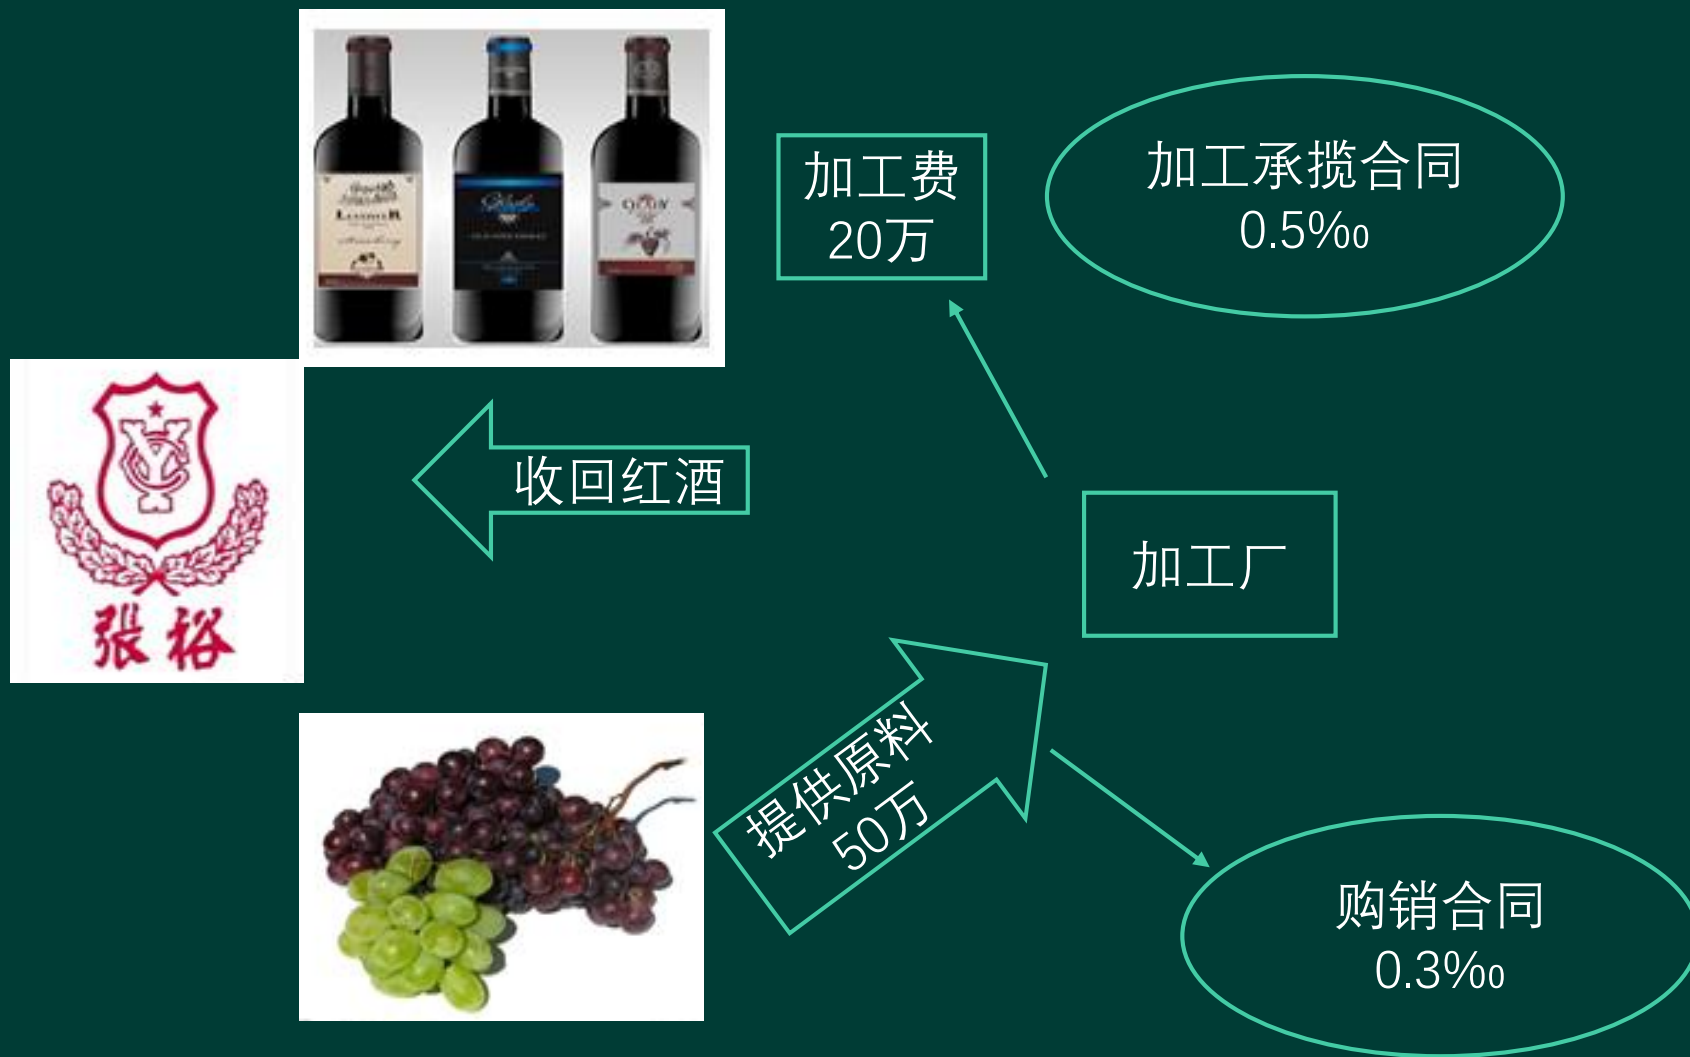 加工费
20万
加工承揽合同
0.5‰
收回红酒
張裕
加工厂
提供原料
50万
购销合同
0.3‰